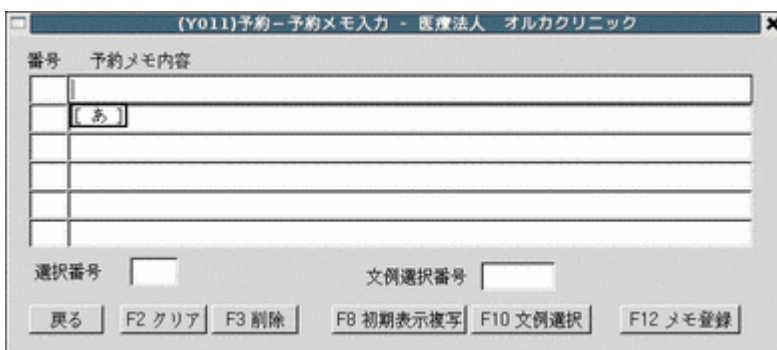 (Y011)予約－予約メモ入力 - 医療法人 オルカクリニック
番号 予約メモ内容
[ あ ]
選択番号 文例選択番号
戻る F2 クリア F3 削除 F8 初期表示複写 F10 文例選択 F12 メモ登録